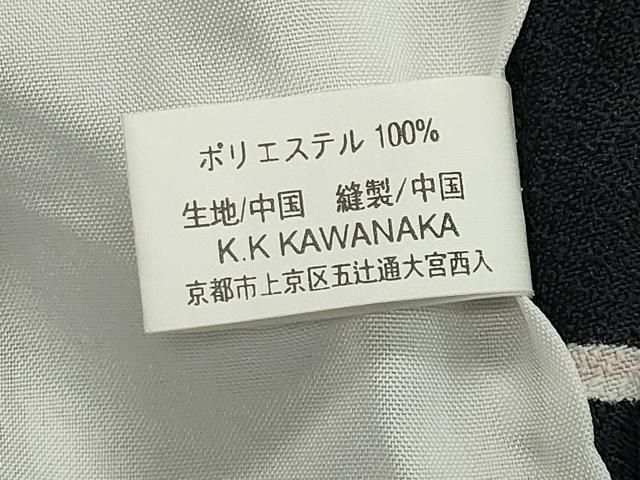 ポリエステル 100%
生地/中国　縫製/中国
K.K KAWANAKA
京都市上京区五辻通大宮西入